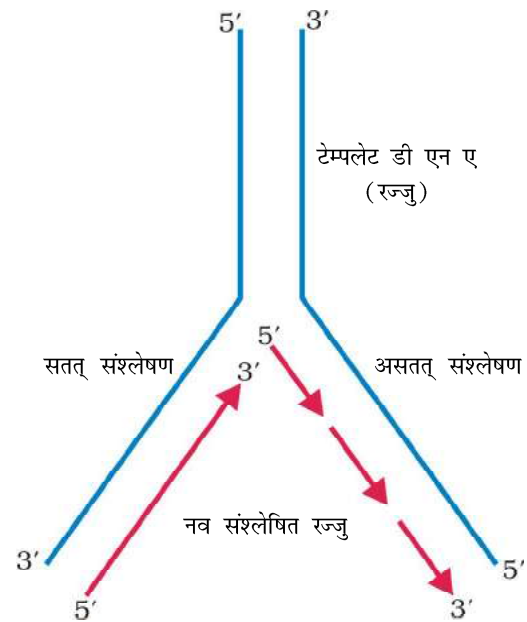 5′ 3′
टेम्पलेट डी एन ए
(रज्जु)
5′
सतत् संश्लेषण 3′ असतत् संश्लेषण
नव संश्लेषित रज्जु
3′ 5′
5′ 3′